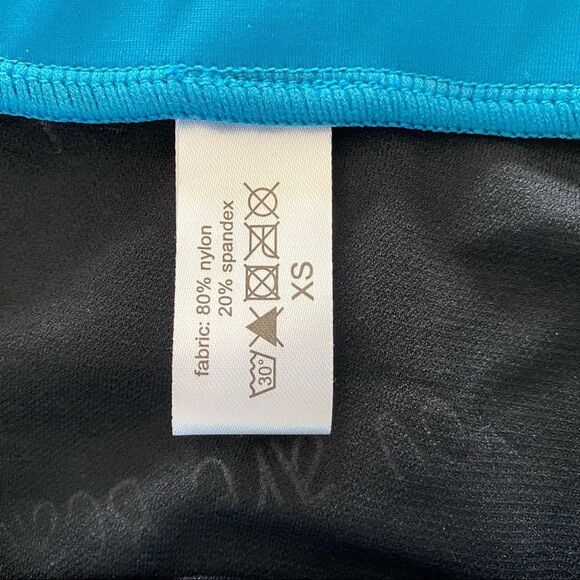 fabric: 80% nylon
20% spandex
30°
XS